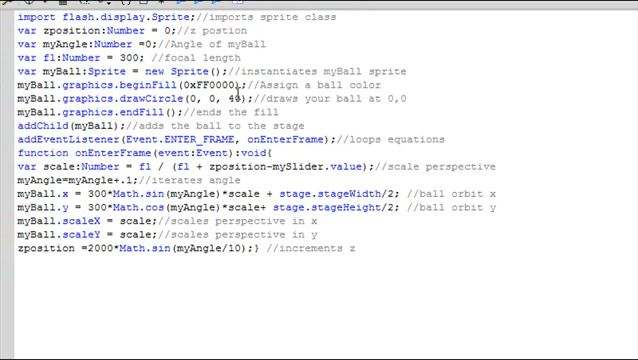 import flash.display.Sprite;//imports sprite class
var zposition:Number = 0;//z postion
var myAngle:Number =0;//Angle of myBall
var fl:Number = 300; //focal length
var myBall:Sprite = new Sprite();//instantiates myBall sprite
myBall.graphics.beginFill(0xFF0000);//Assign a ball color
myBall.graphics.drawCircle(0, 0, 40);//draws your ball at 0,0
myBall.graphics.endFill();//ends the fill
addChild(myBall);//adds the ball to the stage
addEventListener(Event.ENTER_FRAME, onEnterFrame);//loops equations
function onEnterFrame(event:Event):void{
var scale:Number = fl / (fl + zposition-mySlider.value);//scale perspective
myAngle=myAngle+.1;//iterates angle
myBall.x = 300*Math.sin(myAngle)*scale + stage.stageWidth/2; //ball orbit x
myBall.y = 300*Math.cos(myAngle)*scale+ stage.stageHeight/2; //ball orbit y
myBall.scaleX = scale;//scales perspective in x
myBall.scaleY = scale;//scales perspective in y
zposition =2000*Math.sin(myAngle/10);} //increments z